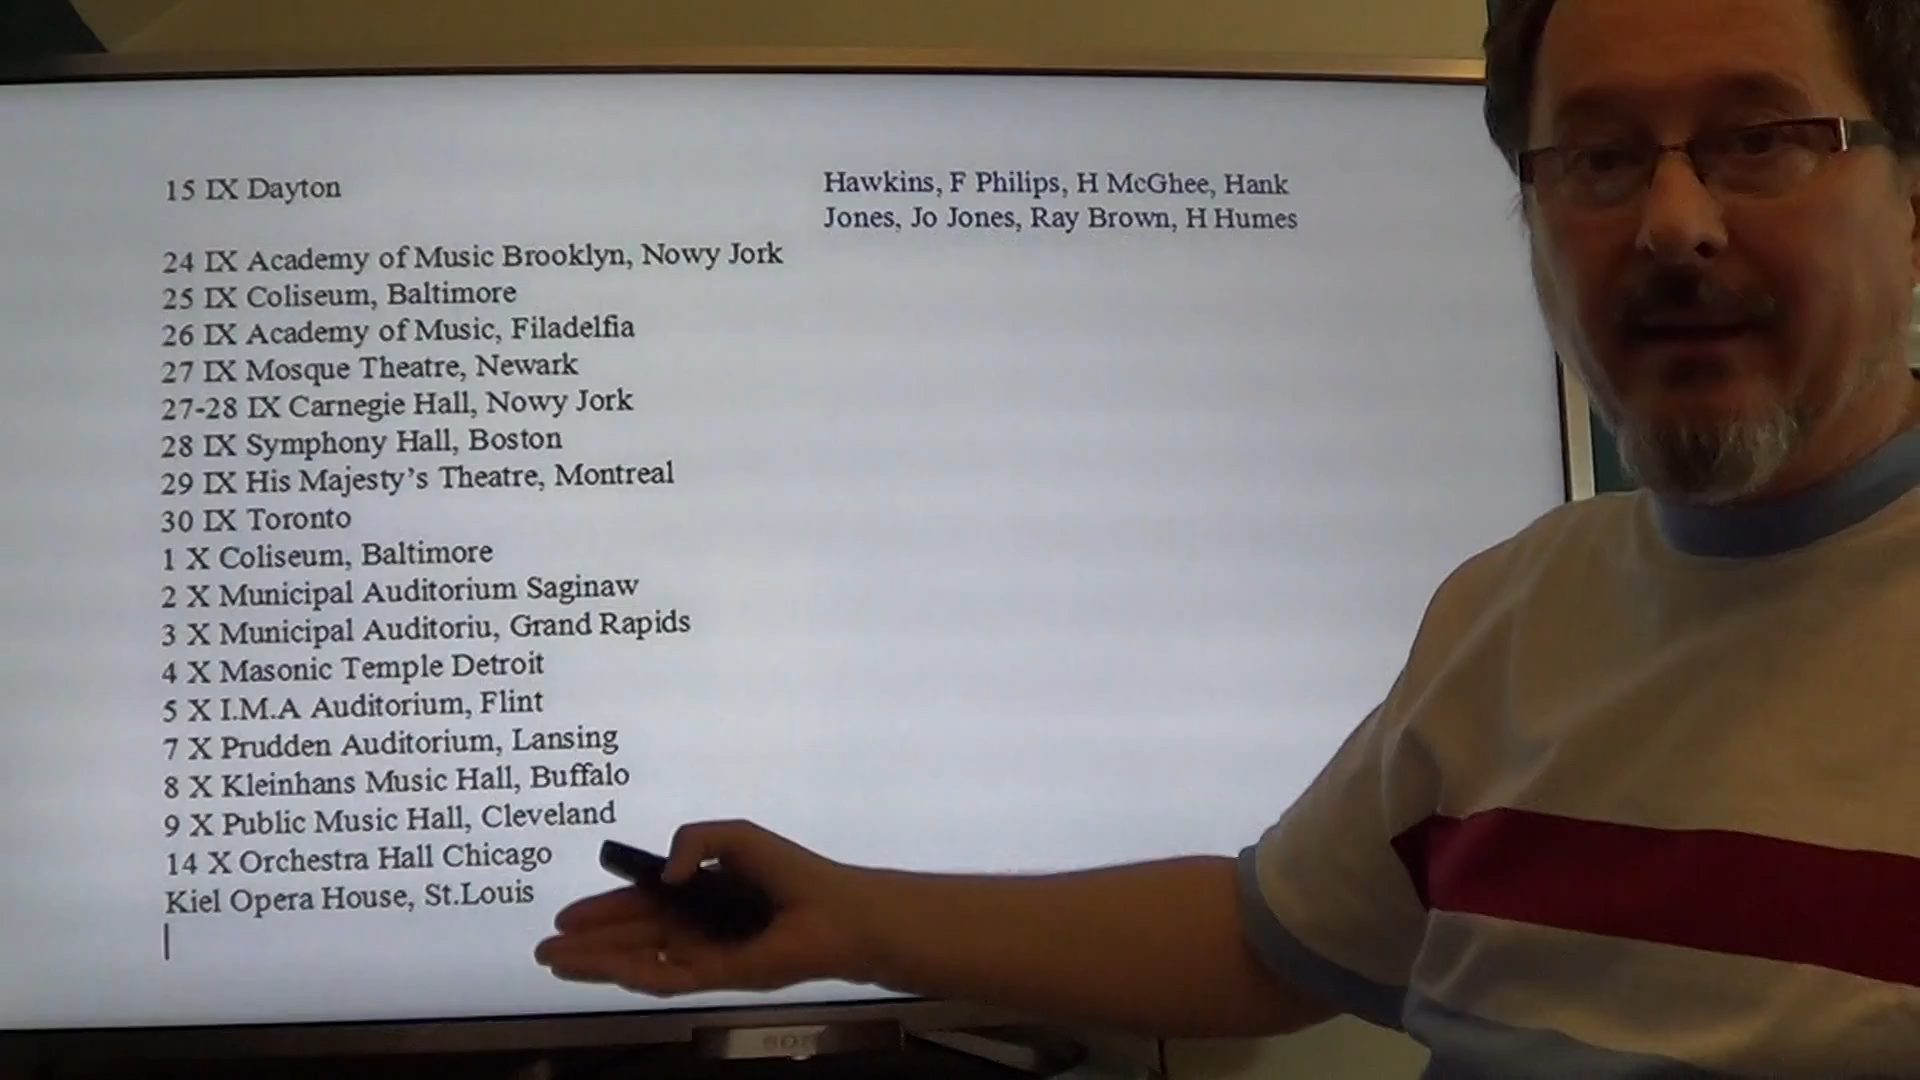 15 IX Dayton
Hawkins, F Philips, H McGhee, Hank
Jones, Jo Jones, Ray Brown, H Humes
24 IX Academy of Music Brooklyn, Nowy Jork
25 IX Coliseum, Baltimore
26 IX Academy of Music, Filadelfia
27 IX Mosque Theatre, Newark
27-28 IX Carnegie Hall, Nowy Jork
28 IX Symphony Hall, Boston
29 IX His Majesty’s Theatre, Montreal
30 IX Toronto
1 X Coliseum, Baltimore
2 X Municipal Auditorium Saginaw
3 X Municipal Auditoriu, Grand Rapids
4 X Masonic Temple Detroit
5 X I.M.A Auditorium, Flint
7 X Prudden Auditorium, Lansing
8 X Kleinhans Music Hall, Buffalo
9 X Public Music Hall, Cleveland
14 X Orchestra Hall Chicago
Kiel Opera House, St.Louis